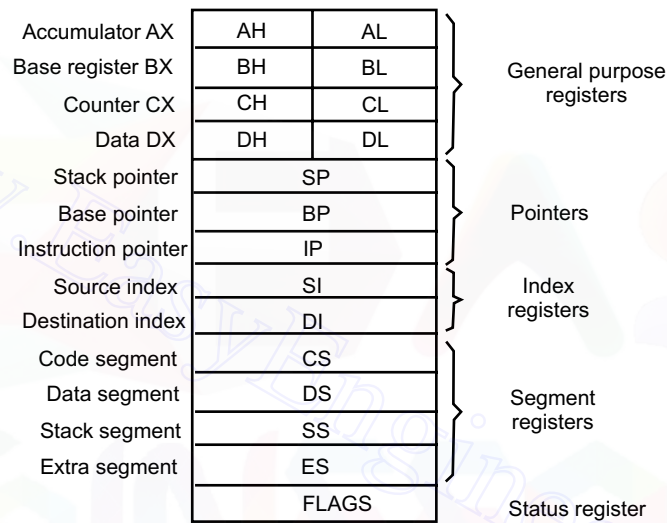 Accumulator AX AH AL
Base register BX BH BL
Counter CX CH CL
Data DX DH DL
General purpose
registers
Stack pointer SP
Base pointer BP
Instruction pointer IP
Pointers
Source index SI
Destination index DI
Index
registers
Code segment CS
Data segment DS
Stack segment SS
Extra segment ES
Segment
registers
FLAGS Status register